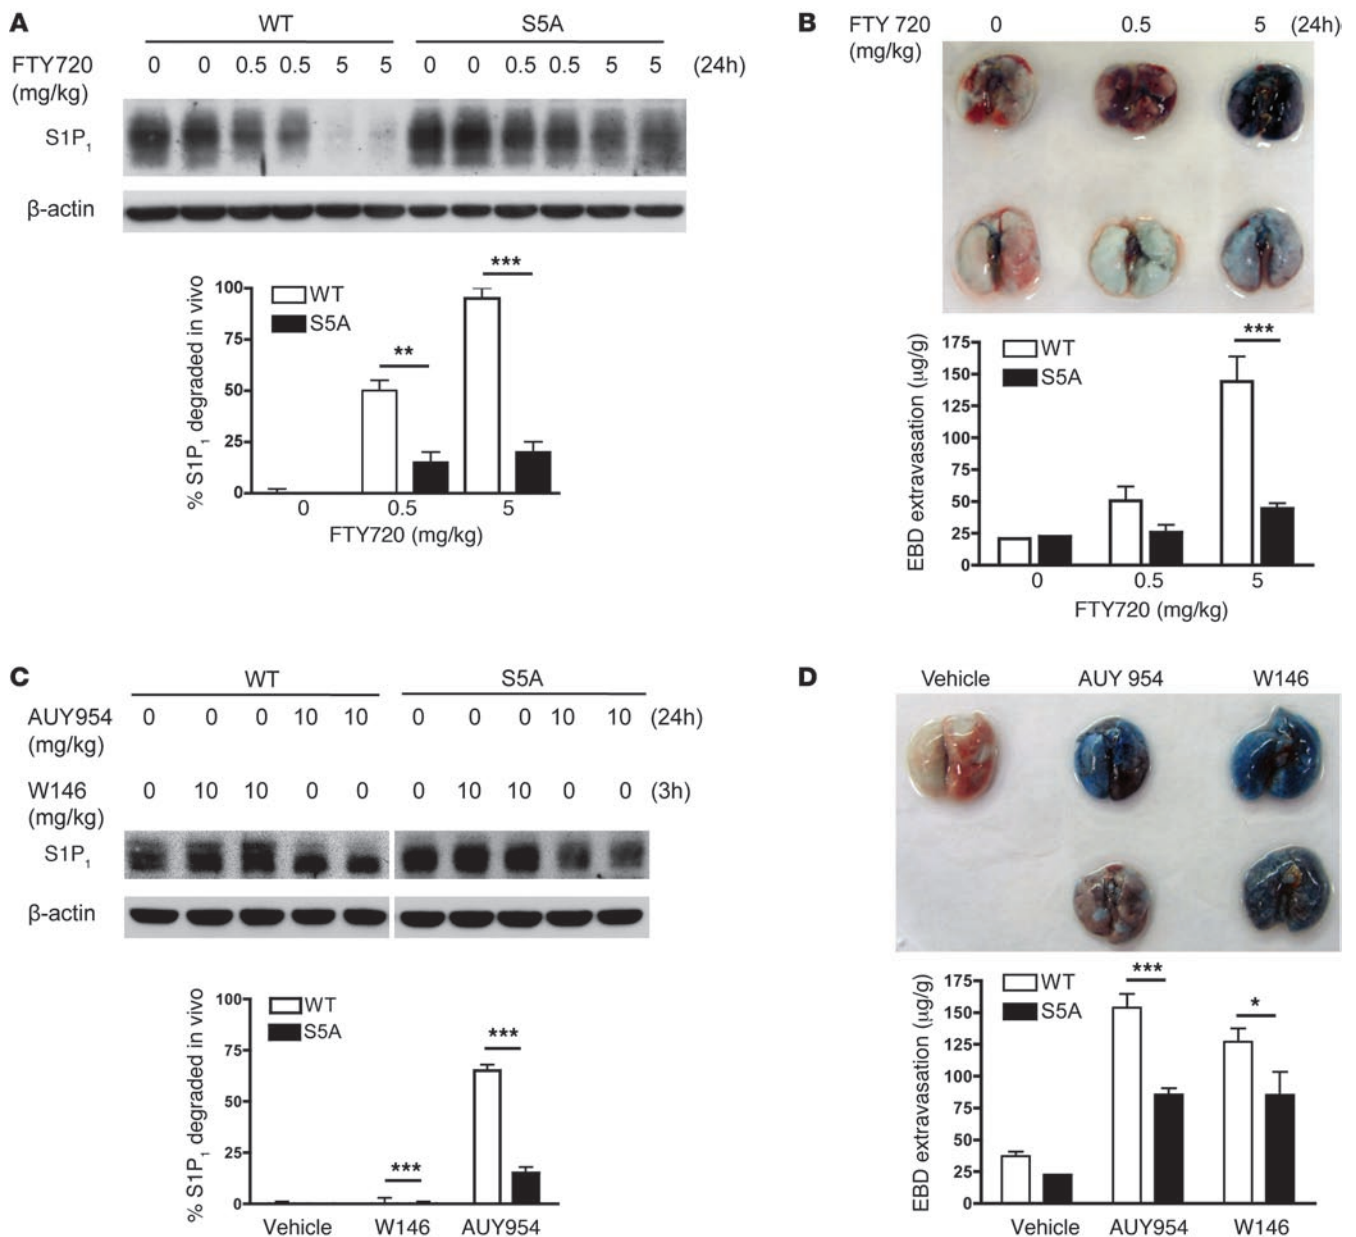 A
WT S5A
FTY720 0 0 0.5 0.5 5 5 0 0 0.5 0.5 5 5 (24h)
(mg/kg)
S1P1
β-actin
% S1P1 degraded in vivo
100
75
50
25
0
WT
S5A
**
***
0 0.5 5
FTY720 (mg/kg)
B
FTY 720 0 0.5 5 (24h)
(mg/kg)
EBD extravasation (µg/g)
175
150
125
100
75
50
25
0
WT
S5A
***
0 0.5 5
FTY720 (mg/kg)
C
WT S5A
AUY954 0 0 0 10 10 0 0 0 10 10 (24h)
(mg/kg)
W146 0 10 10 0 0 0 10 10 0 0 (3h)
(mg/kg)
S1P1
β-actin
% S1P1 degraded in vivo
100
75
50
25
0
WT
S5A
***
***
Vehicle W146 AUY954
D
Vehicle AUY 954 W146
EBD extravasation (µg/g)
175
150
125
100
75
50
25
0
WT
S5A
***
*
Vehicle AUY954 W146